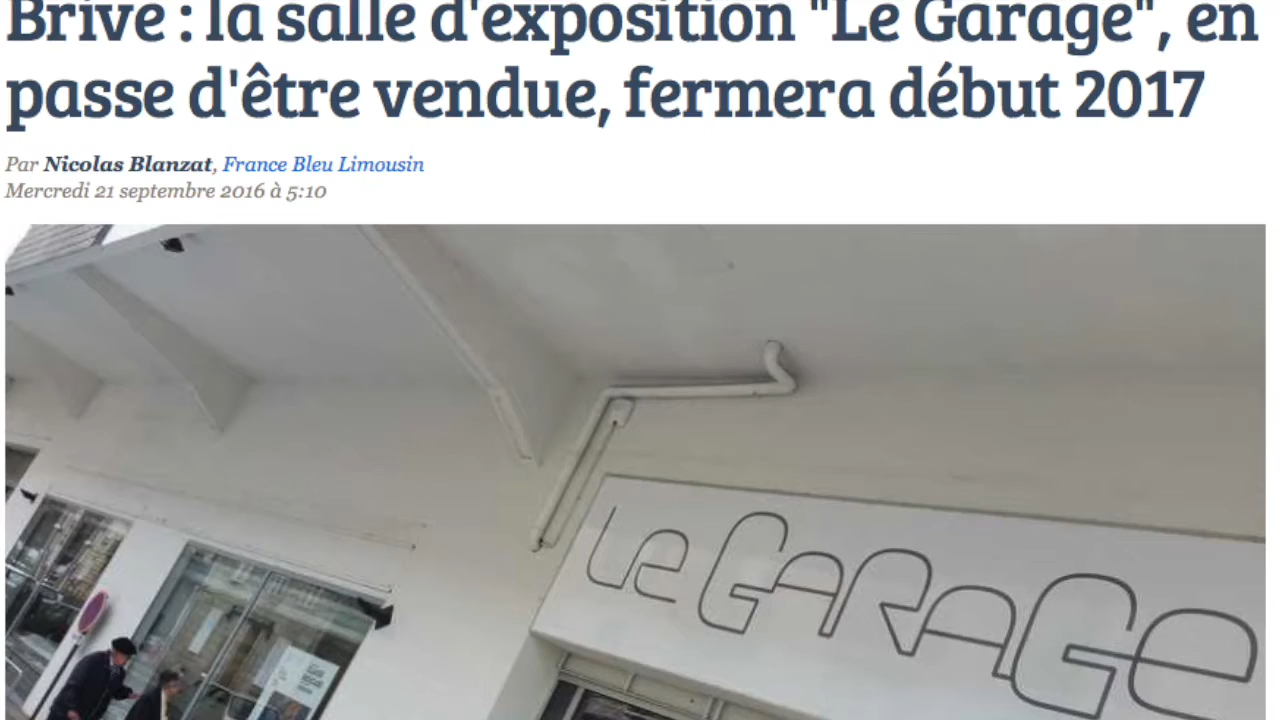 Brive : la salle d'exposition "Le Garage", en
passe d'être vendue, fermera début 2017
Par Nicolas Blanzat, France Bleu Limousin
Mercredi 21 septembre 2016 à 5:10
Le GARAGe